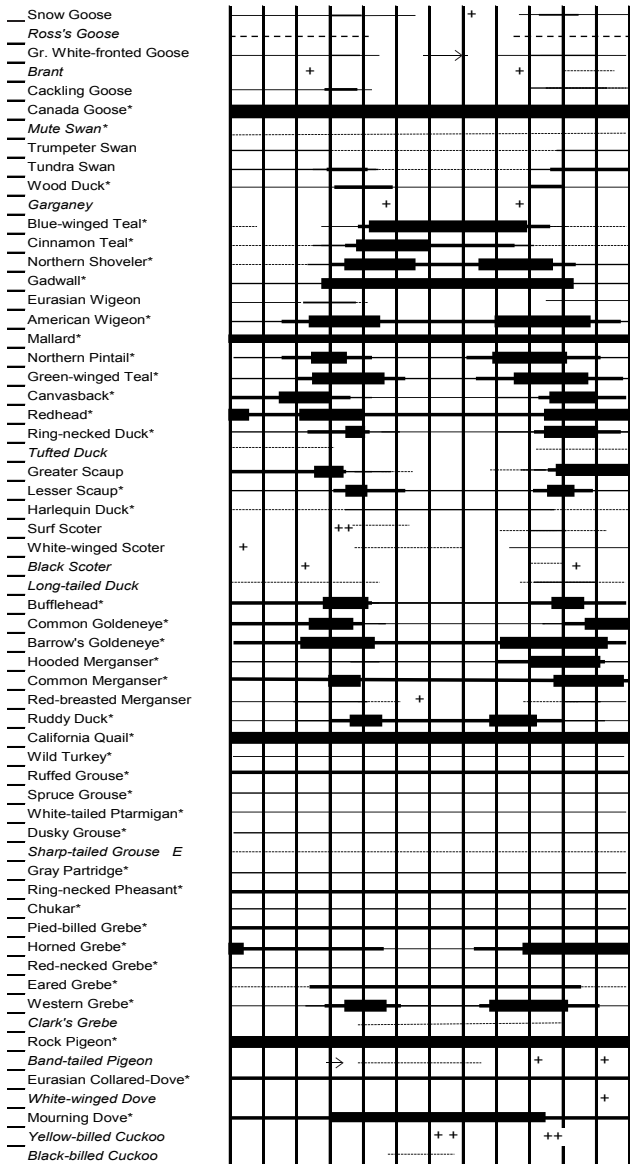 Snow Goose +
Ross's Goose
Gr. White-fronted Goose
Brant + +
Cackling Goose
Canada Goose*
Mute Swan*
Trumpeter Swan
Tundra Swan
Wood Duck*
Garganey + +
Blue-winged Teal*
Cinnamon Teal*
Northern Shoveler*
Gadwall*
Eurasian Wigeon
American Wigeon*
Mallard*
Northern Pintail*
Green-winged Teal*
Canvasback*
Redhead*
Ring-necked Duck*
Tufted Duck
Greater Scaup
Lesser Scaup*
Harlequin Duck*
Surf Scoter ++
White-winged Scoter +
Black Scoter + +
Long-tailed Duck
Bufflehead*
Common Goldeneye*
Barrow's Goldeneye*
Hooded Merganser*
Common Merganser*
Red-breasted Merganser +
Ruddy Duck*
California Quail*
Wild Turkey*
Ruffed Grouse*
Spruce Grouse*
White-tailed Ptarmigan*
Dusky Grouse*
Sharp-tailed Grouse E
Gray Partridge*
Ring-necked Pheasant*
Chukar*
Pied-billed Grebe*
Horned Grebe*
Red-necked Grebe*
Eared Grebe*
Western Grebe*
Clark's Grebe
Rock Pigeon*
Band-tailed Pigeon + +
Eurasian Collared-Dove*
White-winged Dove +
Mourning Dove*
Yellow-billed Cuckoo + + ++
Black-billed Cuckoo